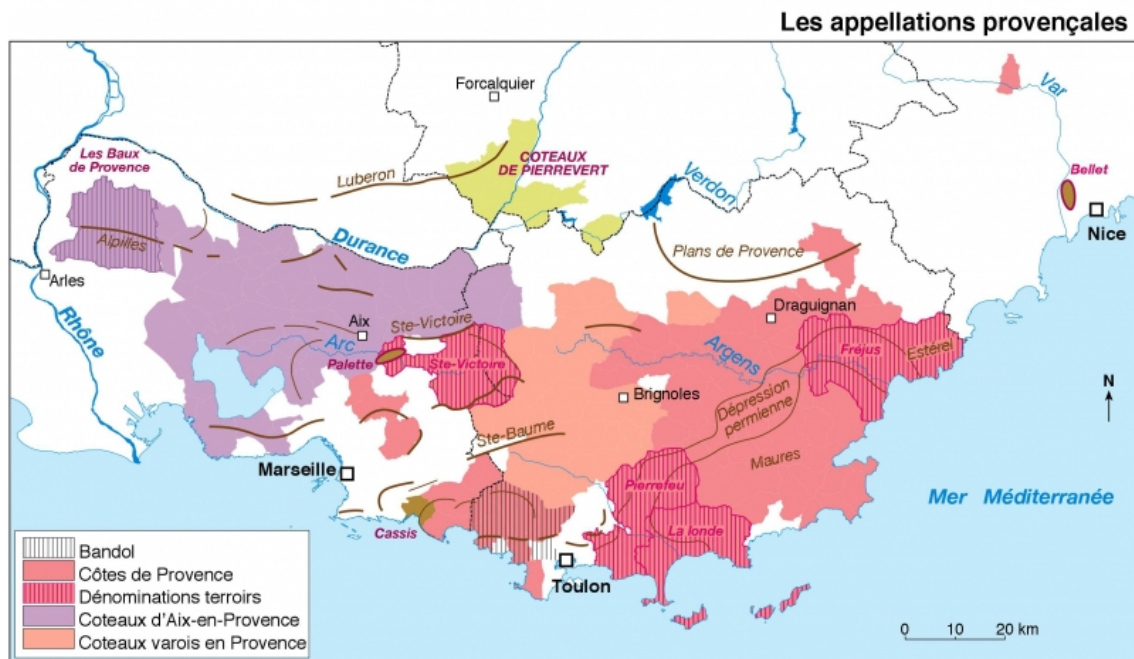 Les appellations provençales
Forcalquier
Var
Les Baux
de Provence
COTEAUX
DE PIERREVERT
Luberon
Verdon
Bellet
Nice
Alpilles
Durance
Plans de Provence
Arles
Rhône
Aix
Ste-Victoire
Arc
Palette
Ste-Victoire
Draguignan
Argens
Fréjus
Estérel
Brignoles
Dépression
permienne
N
Ste-Baume
Marseille
Maures
Pierrefeu
Mer Méditerranée
Cassis
La londe
Toulon
Bandol
Côtes de Provence
Dénominations terroirs
Coteaux d'Aix-en-Provence
Coteaux varois en Provence
0 10 20 km